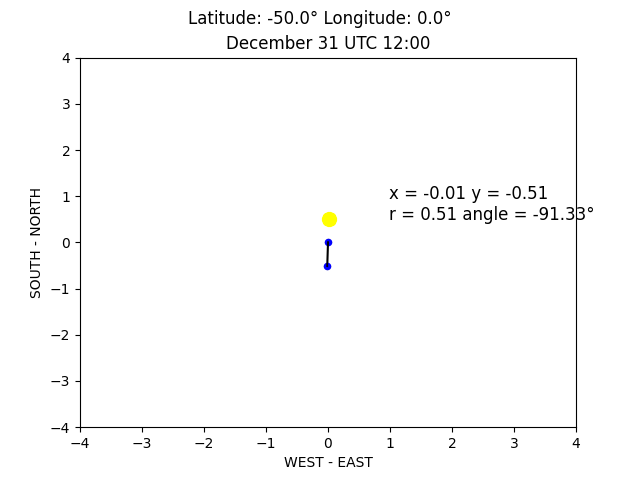 Latitude: -50.0° Longitude: 0.0°
December 31 UTC 12:00
4
3
2
1
0
−1
−2
−3
−4
SOUTH - NORTH
x = -0.01 y = -0.51
r = 0.51 angle = -91.33°
−4 −3 −2 −1 0 1 2 3 4
WEST - EAST